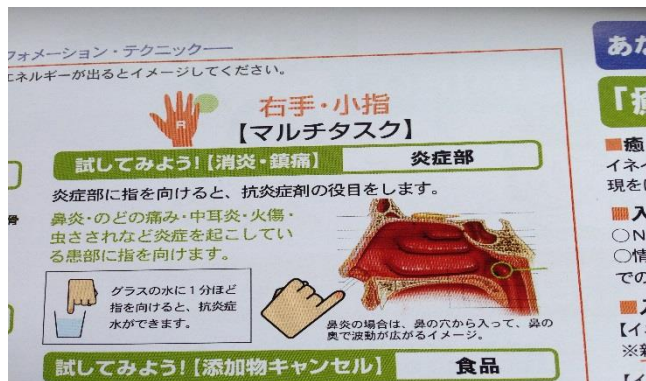 フォメーション・テクニック――
エネルギーが出るとイメージしてください。
R
右手・小指
【マルチタスク】
試してみよう!【消炎・鎮痛】
炎症部
炎症部に指を向けると、抗炎症剤の役目をします。
鼻炎・のどの痛み・中耳炎・火傷・
虫さされなど炎症を起こしてい
る患部に指を向けます。
グラスの水に1分ほど
指を向けると、抗炎症
水ができます。
鼻炎の場合は、鼻の穴から入って、鼻の
奥で波動が広がるイメージ。
試してみよう!【添加物キャンセル】
食品
骨
あな
「癒
■癒
イネイ
現を
■入
○N
○情
での
■入
【イネ
※新